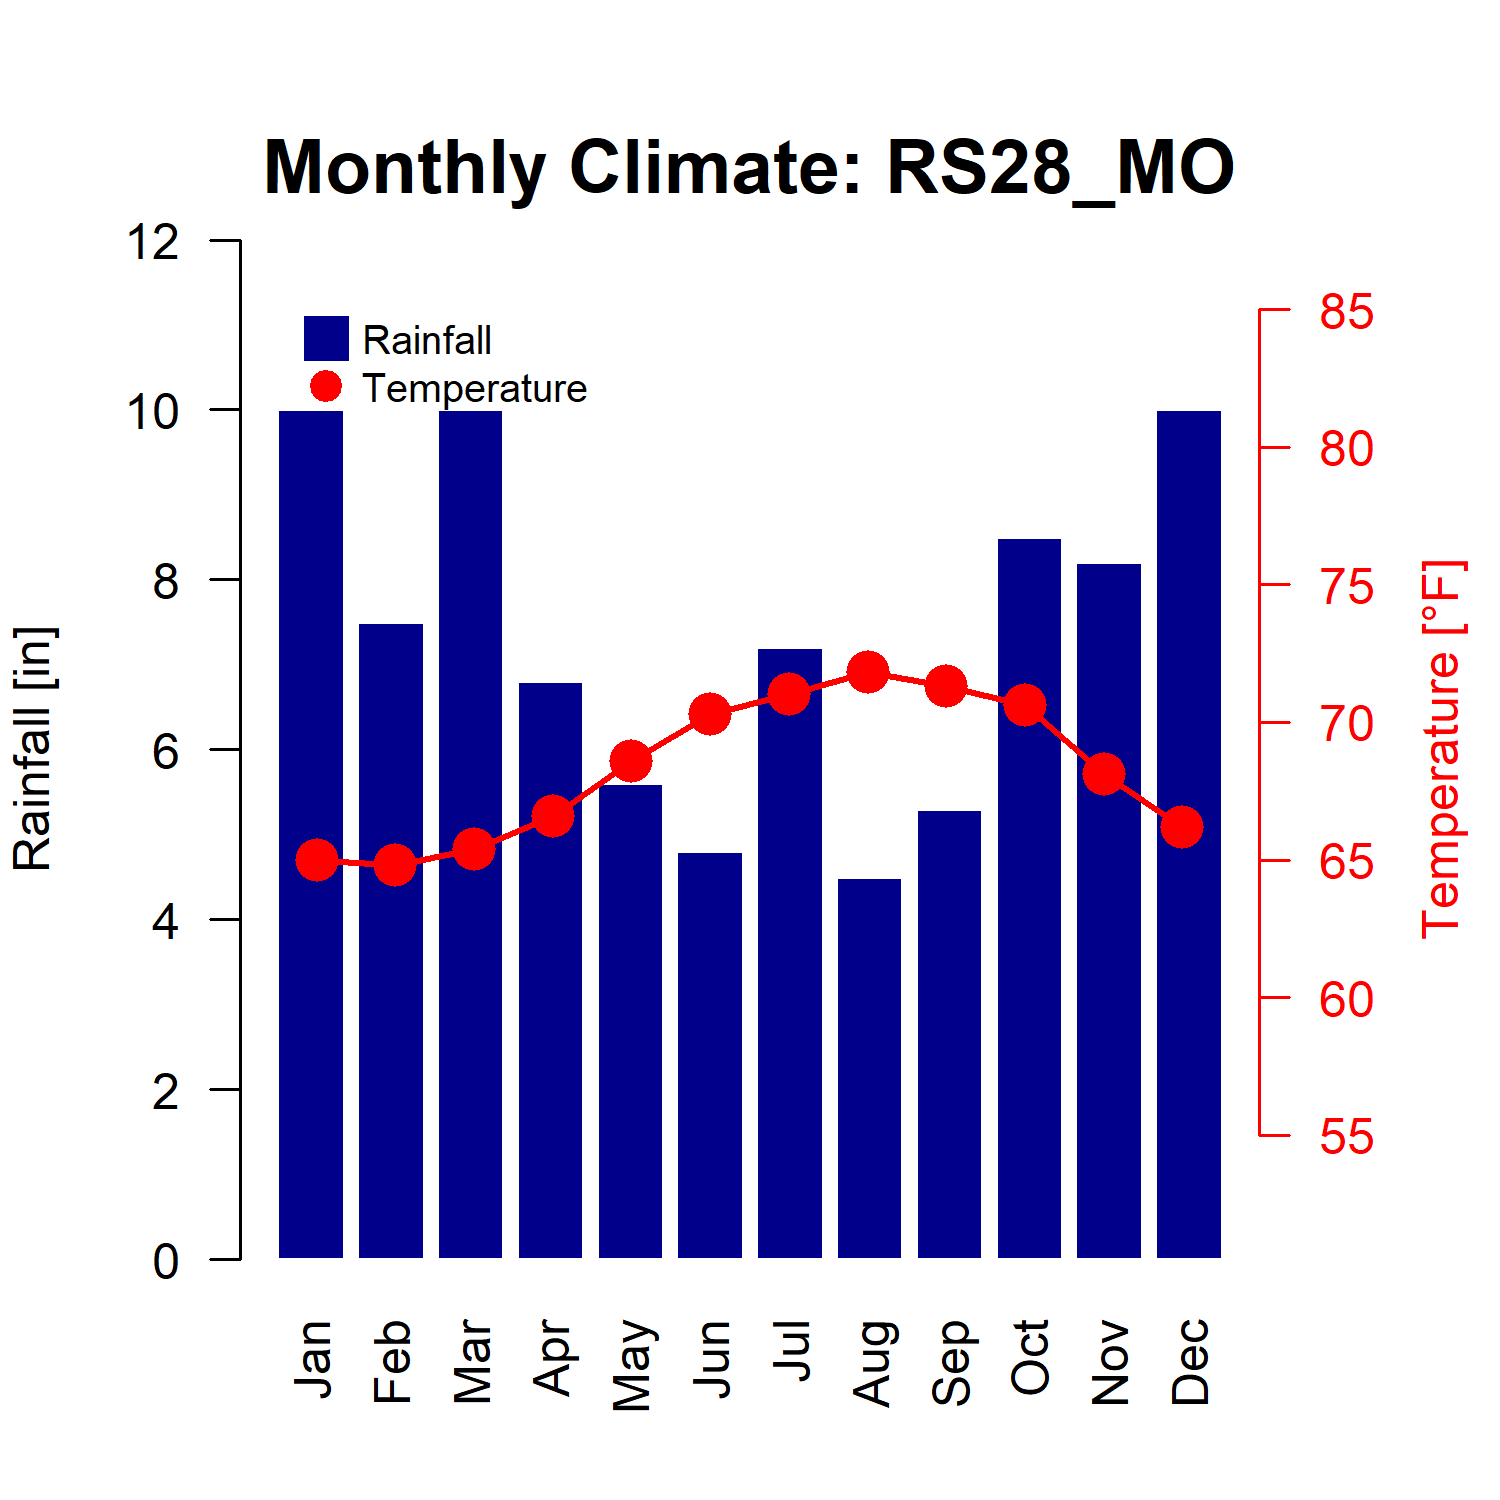 Monthly Climate: RS28_MO
12
10
8
6
4
2
0
Rainfall [in]
Rainfall
Temperature
85
80
75
70
65
60
55
Temperature [°F]
Jan
Feb
Mar
Apr
May
Jun
Jul
Aug
Sep
Oct
Nov
Dec